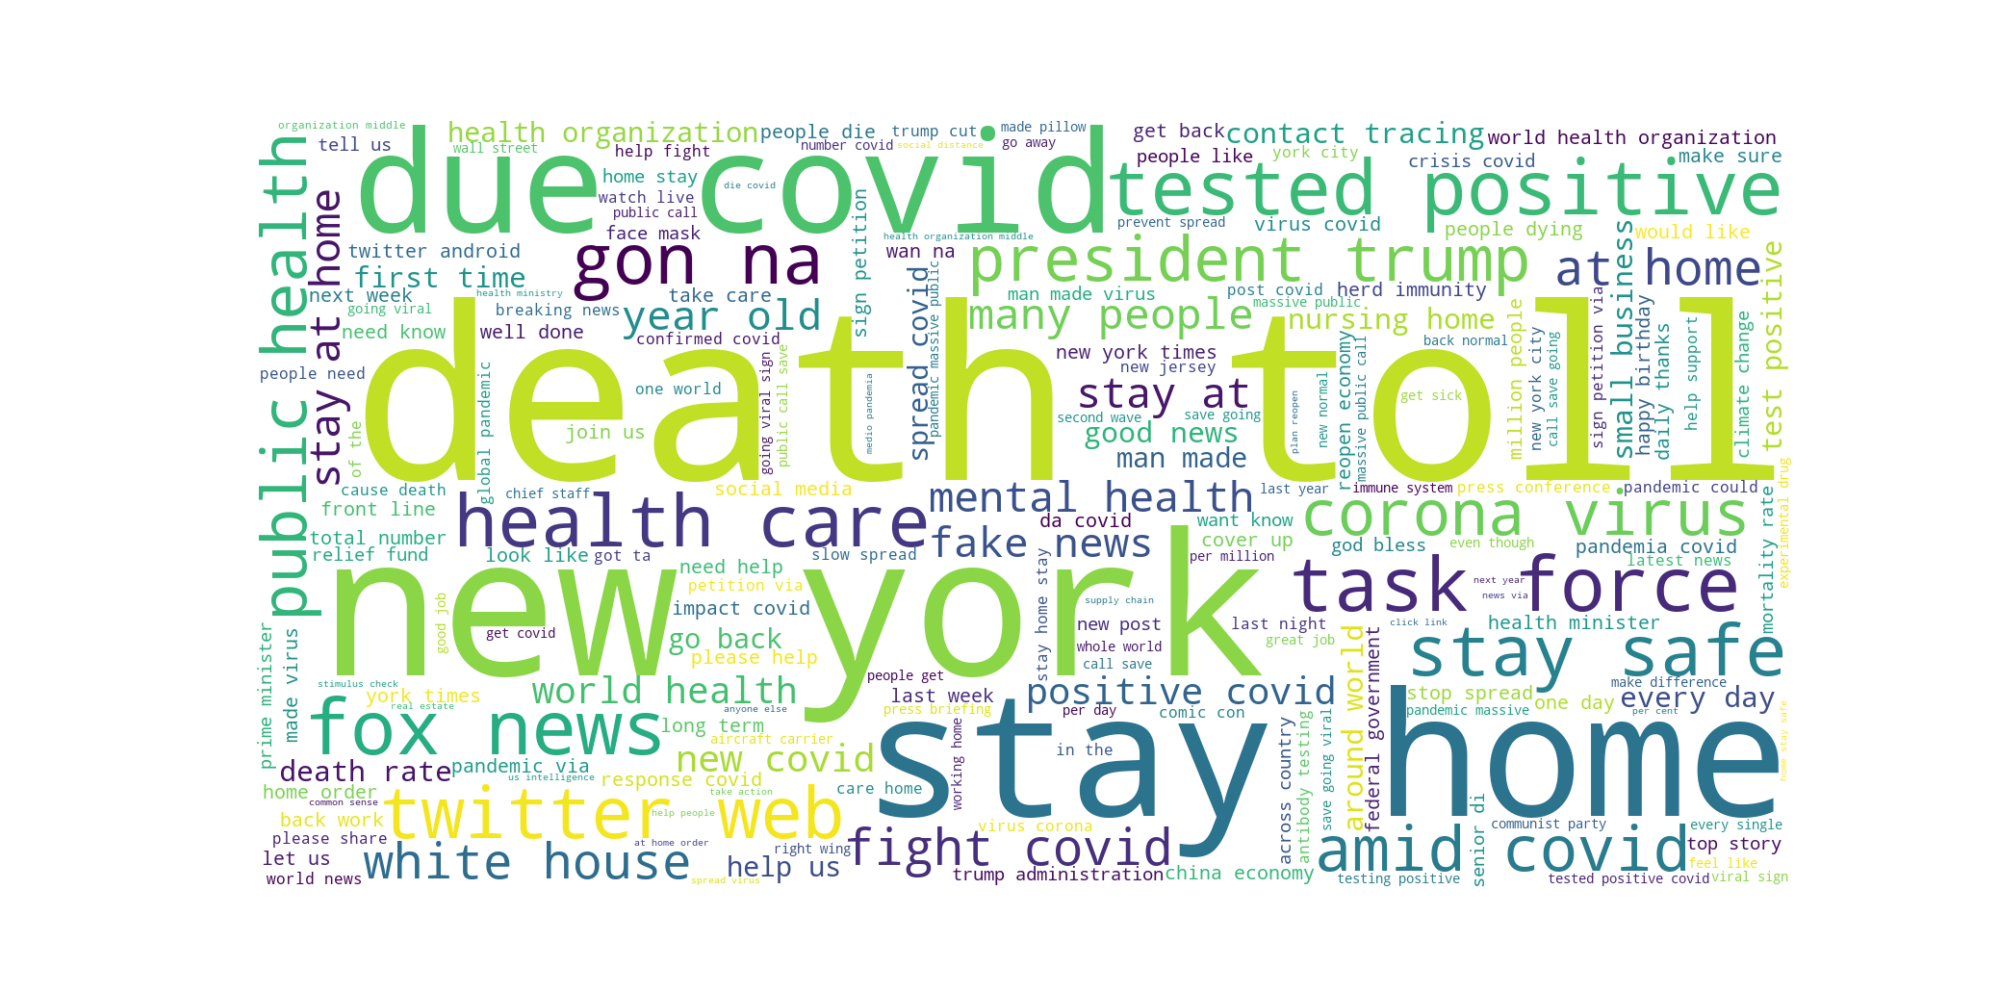 organization middle
tell us
wall street
health organization
people die
trump cut
made pillow
number covid
social distance
go away
get back
contact tracing
world health organization
help fight
people like
york city
crisis covid
make sure
due covid
tested positive
home stay
die covid
watch live
public call
face mask
public health
stay at home
sign petition
prevent spread
virus covid
people dying
would like
twitter android
gon na
health organization middle
wan na
president trump
at home
first time
next week
health ministry
take care
going viral
breaking news
year old
need know
well done
confirmed covid
people need
spread covid
pandemic massive public
man made virus
post covid
herd immunity
massive public
many people
nursing home
back normal
new york times
new jersey
million people
new york city
call save going
sign petition via
small business
happy birthday
daily thanks
help support
climate change
test positive
death toll
one world
join us
of the
global pandemic
going viral sign
public call save
medio pandemia
stay at
second wave
save going
good news
man made
plan reopen
new normal
reopen economy
massive public call
get sick
cause death
chief staff
social media
mental health
last year
immune system
press conference
pandemic could
experimental drug
front line
health care
da covid
want know
corona virus
total number
relief fund
look like
got ta
slow spread
fake news
cover up
per million
god bless
even though
pandemia covid
latest news
mortality rate
need help
petition via
new york
impact covid
supply chain
stay home stay
task force
next year
news via
good job
get covid
go back
please help
new post
whole world
call save
last night
great job
click link
health minister
stay safe
prime minister
made virus
stimulus check
york times
real estate
world health
people get
last week
press briefing
positive covid
around world
federal government
stop spread
pandemic massive
one day
make difference
every day
per cent
home stay safe
fox news
long term
anyone else
per day
comic con
aircraft carrier
new covid
in the
working home
across country
antibody testing
save going viral
stay home
death rate
pandemic via
us intelligence
response covid
care home
home order
common sense
take action
twitter web
help people
back work
please share
virus corona
senior di
communist party
every single
let us
white house
at home order
right wing
help us
fight covid
amid covid
top story
feel like
world news
spread virus
trump administration
china economy
testing positive
tested positive covid
viral sign